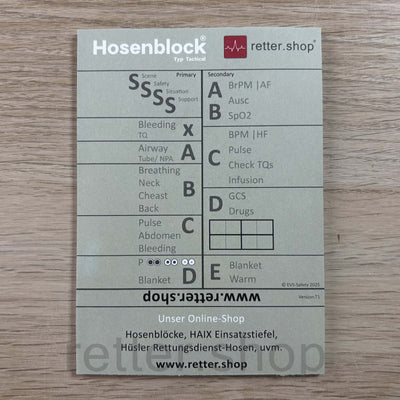 Hosenblock®
Typ Tactical
retter.shop®
Primary
Secondary
S Scene
S Safety
S Situation
S Support
Bleeding
TQ
X
Airway
Tube/ NPA
A
Breathing
Neck
Cheast
Back
B
Pulse
Abdomen
Bleeding
C
P
Blanket
D
A
B
BrPM |AF
Ausc
SpO2
C
BPM |HF
Pulse
Check TQs
Infusion
D
GCS
Drugs
E
Blanket
Warm
© EVS-Safety 2025
Version T1
www.retter.shop
Unser Online-Shop
Hosenblöcke, HAIX Einsatzstiefel,
Hüsler Rettungsdienst-Hosen, uvm.
www.retter.shop
retter.shop